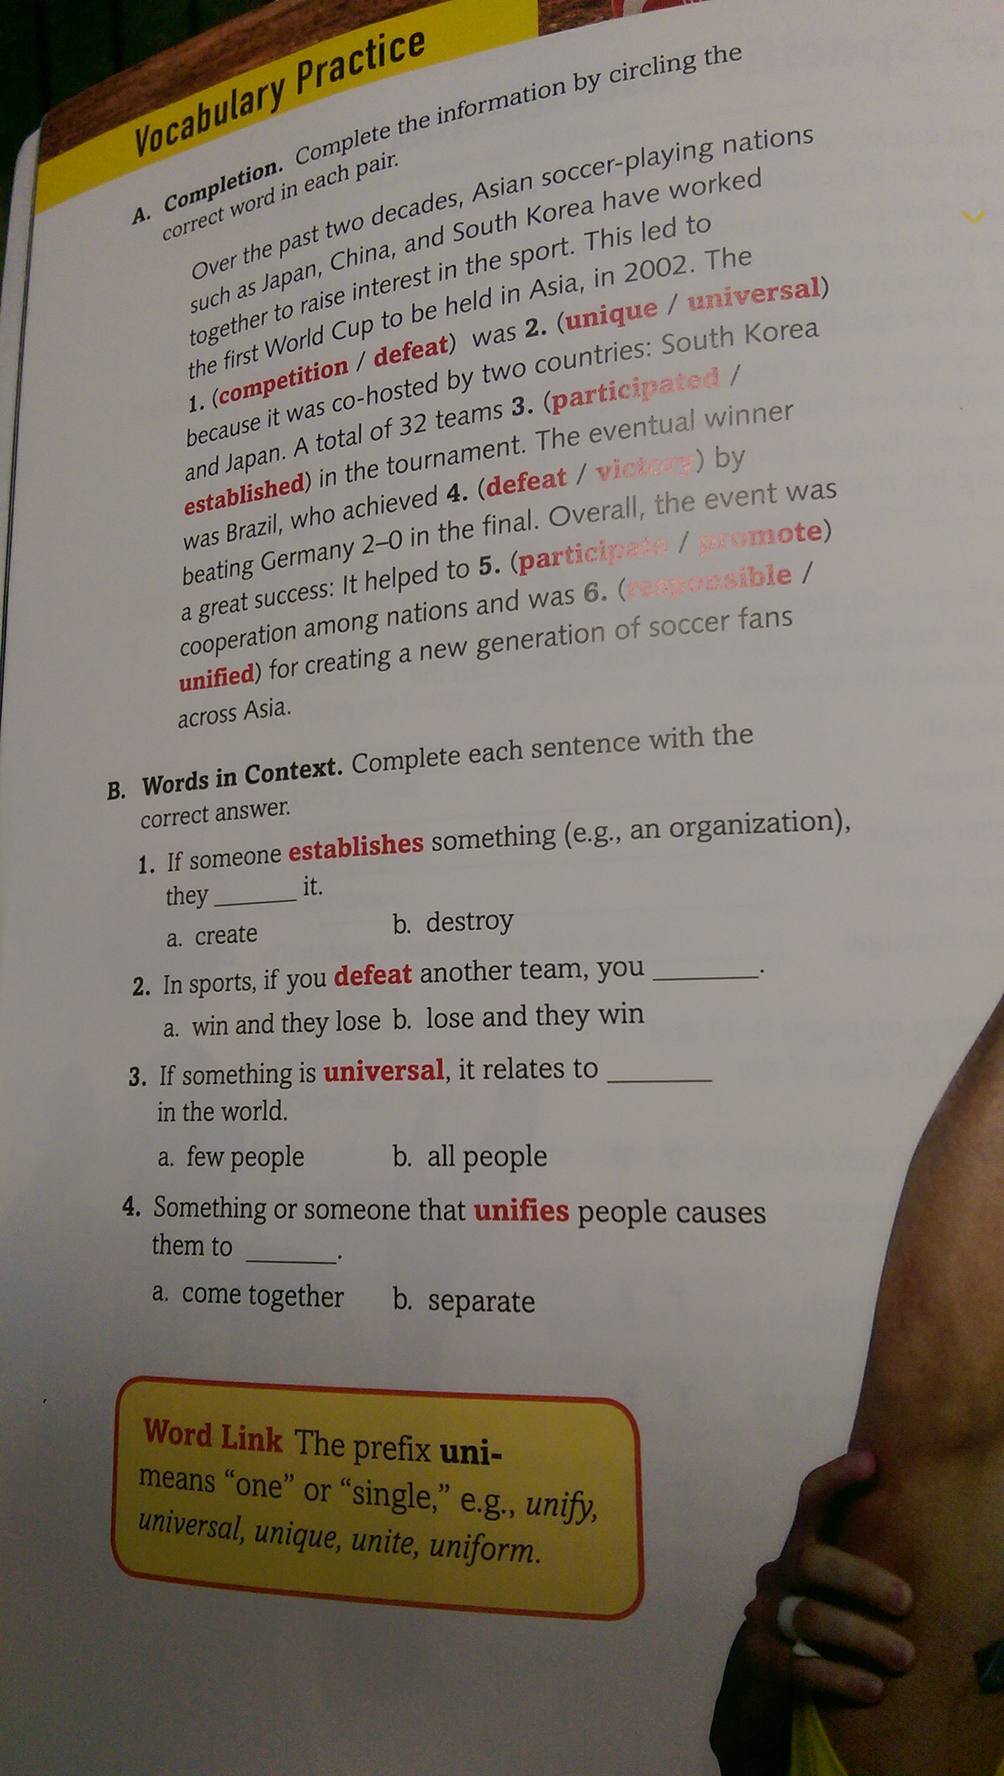 Vocabulary Practice
A. Completion. Complete the information by circling the
correct word in each pair.
Over the past two decades, Asian soccer-playing nations
such as Japan, China, and South Korea have worked
together to raise interest in the sport. This led to
the first World Cup to be held in Asia, in 2002. The
1. (competition / defeat) was 2. (unique / universal)
because it was co-hosted by two countries: South Korea
and Japan. A total of 32 teams 3. (participated /
established) in the tournament. The eventual winner
was Brazil, who achieved 4. (defeat / victory) by
beating Germany 2–0 in the final. Overall, the event was
a great success: It helped to 5. (participate / promote)
cooperation among nations and was 6. (responsible /
unified) for creating a new generation of soccer fans
across Asia.
B. Words in Context. Complete each sentence with the
correct answer.
1. If someone establishes something (e.g., an organization),
they ______ it.
a. create b. destroy
2. In sports, if you defeat another team, you ______.
a. win and they lose b. lose and they win
3. If something is universal, it relates to ______
in the world.
a. few people b. all people
4. Something or someone that unifies people causes
them to ______.
a. come together b. separate
Word Link The prefix uni-
means “one” or “single,” e.g., unify,
universal, unique, unite, uniform.